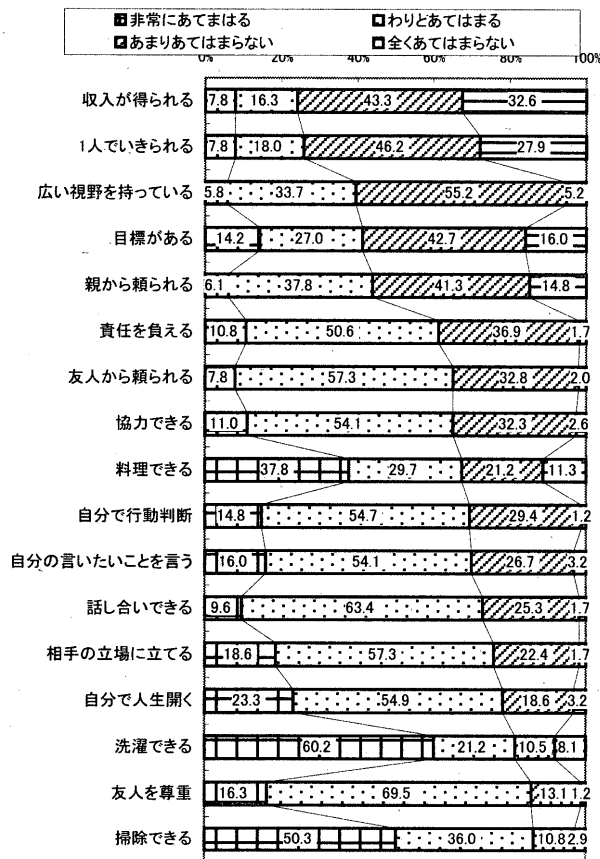 非常にあてまはる わりとあてはまる
あまりあてはまらない 全くあてはまらない
0% 20% 40% 60% 80% 100%
収入が得られる 7.8 16.3 43.3 32.6
1人でいきられる 7.8 18.0 46.2 27.9
広い視野を持っている 5.8 33.7 55.2 5.2
目標がある 14.2 27.0 42.7 16.0
親から頼られる 6.1 37.8 41.3 14.8
責任を負える 10.8 50.6 36.9 1.7
友人から頼られる 7.8 57.3 32.8 2.0
協力できる 11.0 54.1 32.3 2.6
料理できる 37.8 29.7 21.2 11.3
自分で行動判断 14.8 54.7 29.4 1.2
自分の言いたいことを言う 16.0 54.1 26.7 3.2
話し合いできる 9.6 63.4 25.3 1.7
相手の立場に立てる 18.6 57.3 22.4 1.7
自分で人生開く 23.3 54.9 18.6 3.2
洗濯できる 60.2 21.2 10.5 8.1
友人を尊重 16.3 69.5 13.1 1.2
掃除できる 50.3 36.0 10.8 2.9